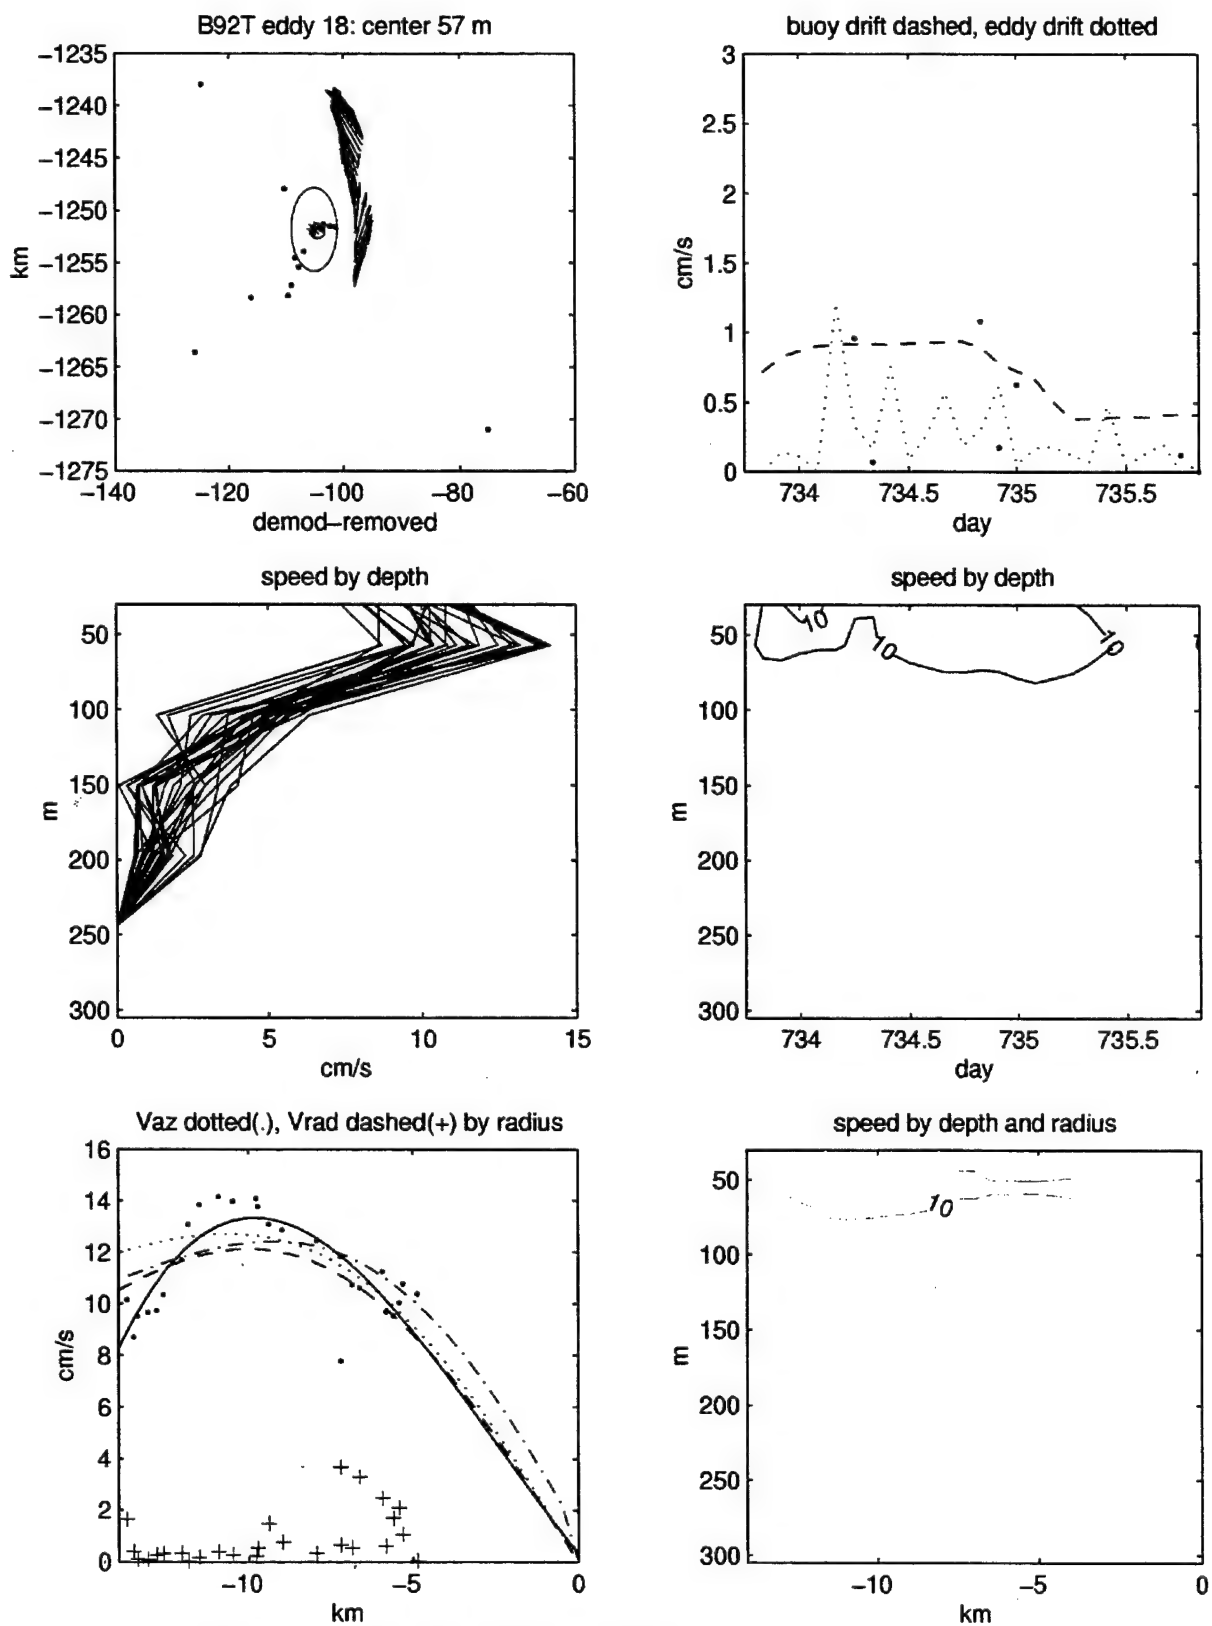 B92T eddy 18: center 57 m
−1235
−1240
−1245
−1250
−1255
−1260
−1265
−1270
−1275
km
−140 −120 −100 −80 −60
demod−removed
buoy drift dashed, eddy drift dotted
3
2.5
2
1.5
1
0.5
0
cm/s
734 734.5 735 735.5
day
speed by depth
50
100
150
200
250
300
m
0 5 10 15
cm/s
speed by depth
10 10 10
50
100
150
200
250
300
m
734 734.5 735 735.5
day
Vaz dotted(.), Vrad dashed(+) by radius
16
14
12
10
8
6
4
2
0
cm/s
−10 −5 0
km
speed by depth and radius
10
50
100
150
200
250
300
m
−10 −5 0
km